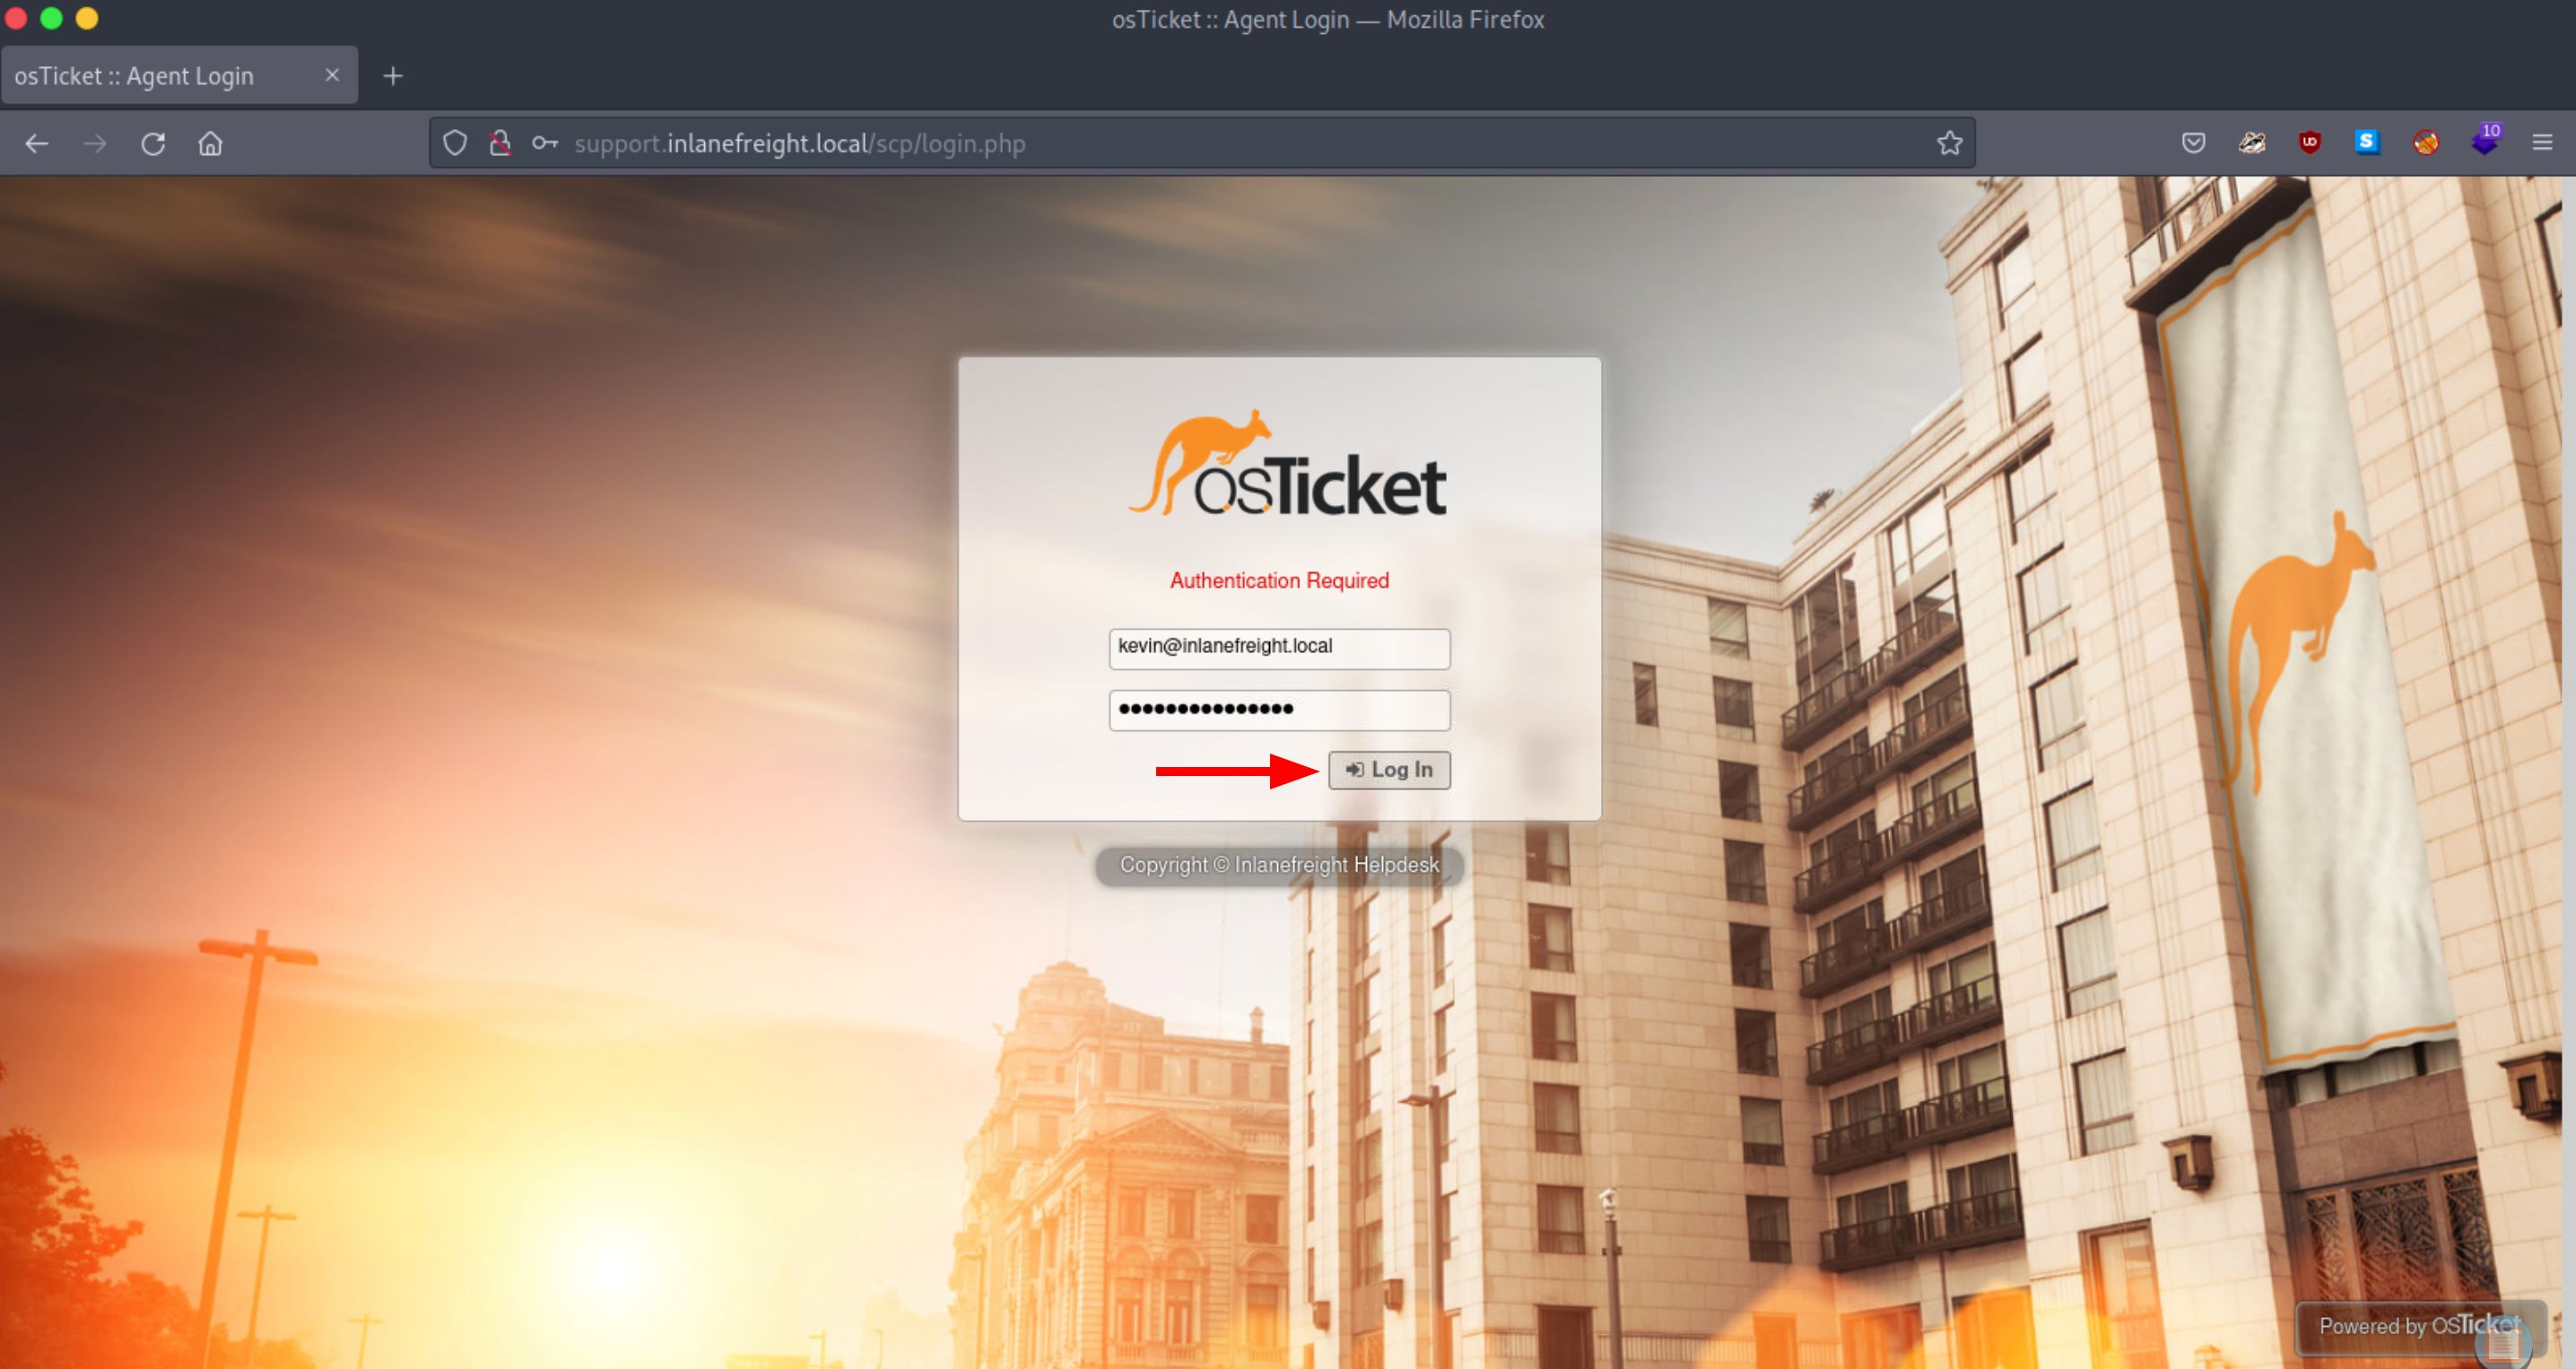 osTicket :: Agent Login — Mozilla Firefox
osTicket :: Agent Login
support.inlanefreight.local/scp/login.php
10
osTicket
Authentication Required
kevin@inlanefreight.local
•••••••••••••••
Log In
Copyright © Inlanefreight Helpdesk
Powered by osTicket